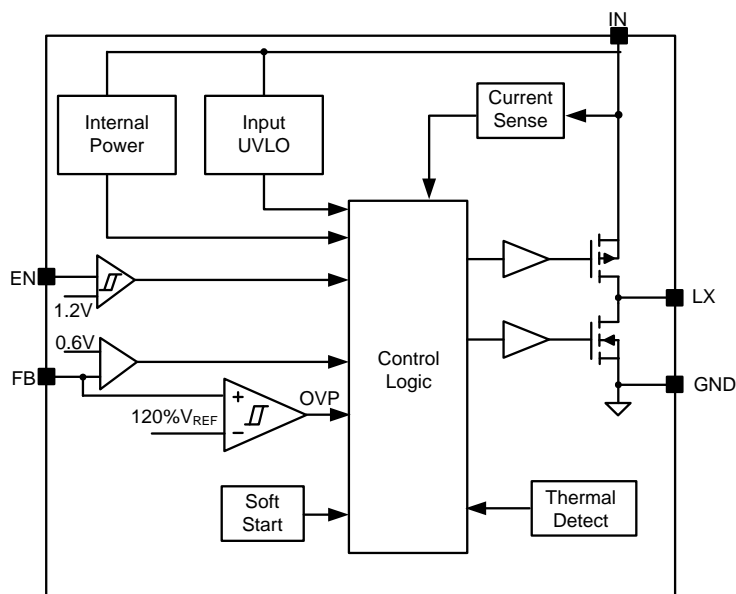 IN
Internal
Power
Input
UVLO
Current
Sense
EN
1.2V
0.6V
FB
120%VREF
+
−
OVP
Control
Logic
LX
GND
Soft
Start
Thermal
Detect